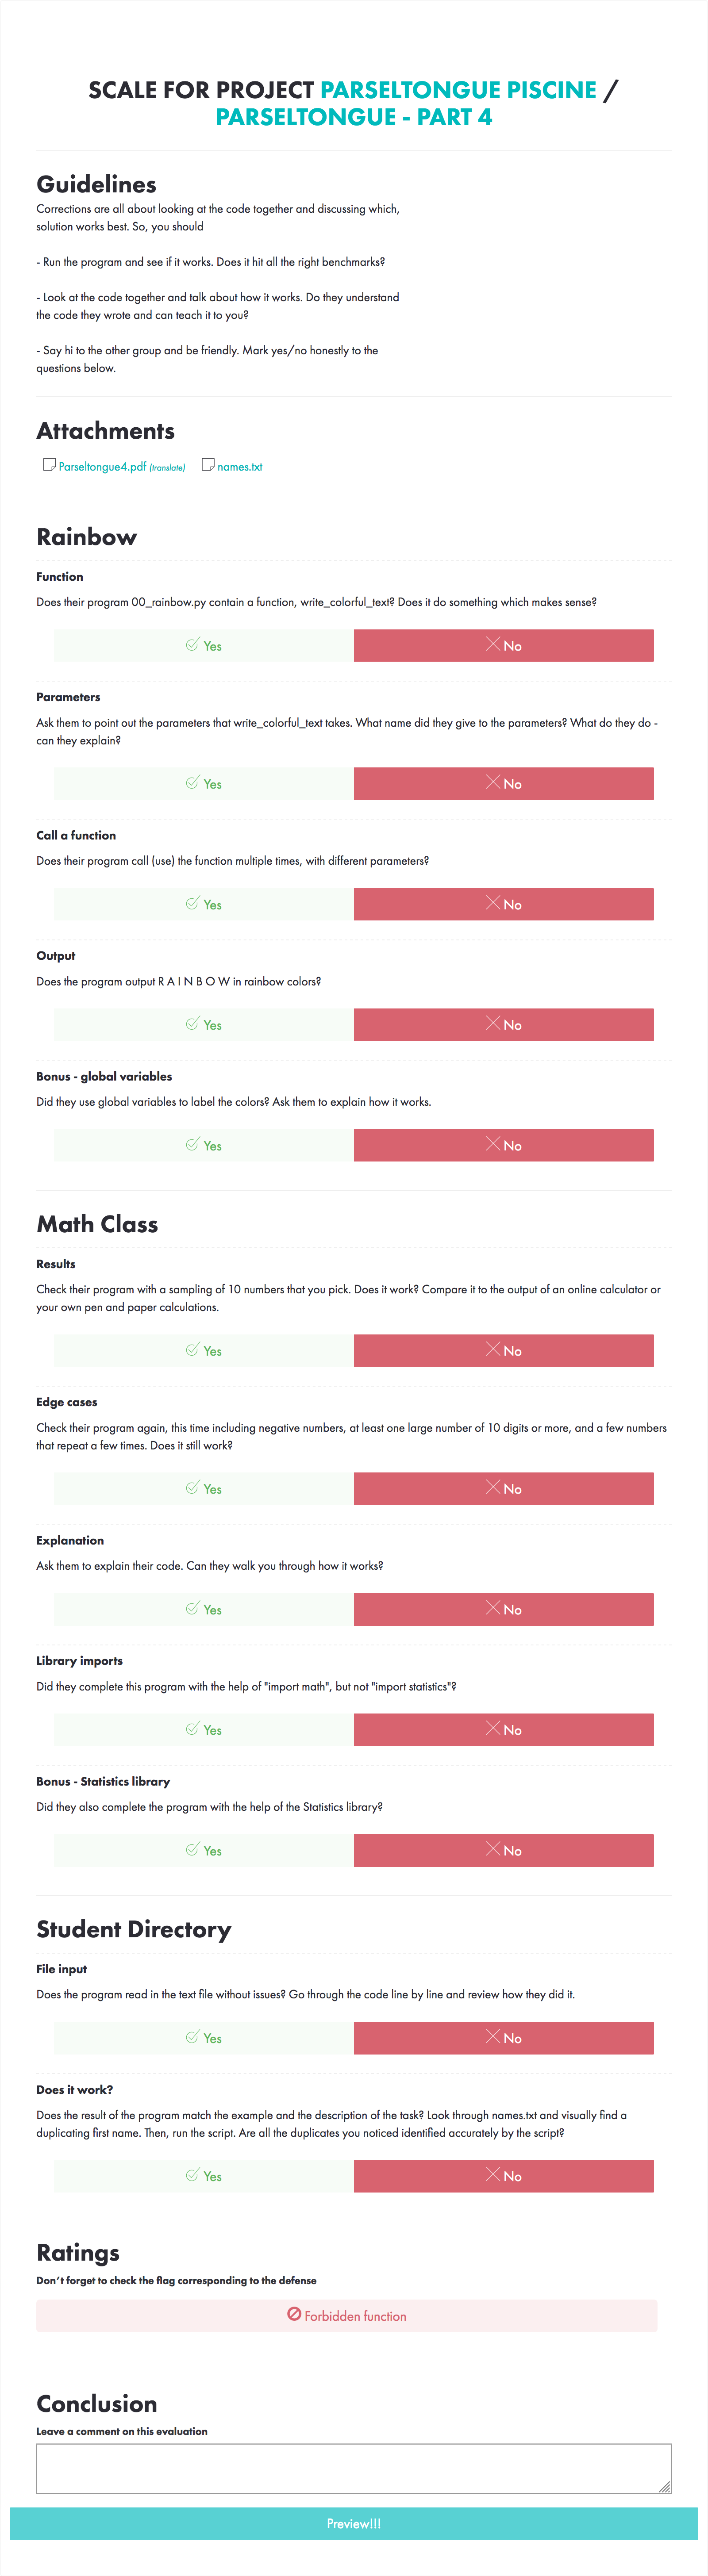 SCALE FOR PROJECT PARSELTONGUE PISCINE /
PARSELTONGUE - PART 4
Guidelines
Corrections are all about looking at the code together and discussing which,
solution works best. So, you should
- Run the program and see if it works. Does it hit all the right benchmarks?
- Look at the code together and talk about how it works. Do they understand
the code they wrote and can teach it to you?
- Say hi to the other group and be friendly. Mark yes/no honestly to the
questions below.
Attachments
Parseltongue4.pdf (translate) names.txt
Rainbow
Function
Does their program 00_rainbow.py contain a function, write_colorful_text? Does it do something which makes sense?
Yes No
Parameters
Ask them to point out the parameters that write_colorful_text takes. What name did they give to the parameters? What do they do -
can they explain?
Yes No
Call a function
Does their program call (use) the function multiple times, with different parameters?
Yes No
Output
Does the program output R A I N B O W in rainbow colors?
Yes No
Bonus - global variables
Did they use global variables to label the colors? Ask them to explain how it works.
Yes No
Math Class
Results
Check their program with a sampling of 10 numbers that you pick. Does it work? Compare it to the output of an online calculator or
your own pen and paper calculations.
Yes No
Edge cases
Check their program again, this time including negative numbers, at least one large number of 10 digits or more, and a few numbers
that repeat a few times. Does it still work?
Yes No
Explanation
Ask them to explain their code. Can they walk you through how it works?
Yes No
Library imports
Did they complete this program with the help of "import math", but not "import statistics"?
Yes No
Bonus - Statistics library
Did they also complete the program with the help of the Statistics library?
Yes No
Student Directory
File input
Does the program read in the text file without issues? Go through the code line by line and review how they did it.
Yes No
Does it work?
Does the result of the program match the example and the description of the task? Look through names.txt and visually find a
duplicating first name. Then, run the script. Are all the duplicates you noticed identified accurately by the script?
Yes No
Ratings
Don't forget to check the flag corresponding to the defense
Forbidden function
Conclusion
Leave a comment on this evaluation
Preview!!!